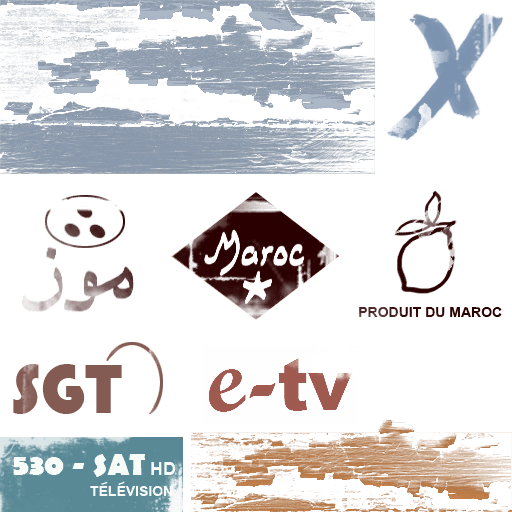 X
موز
Maroc
PRODUIT DU MAROC
SGT
e-tv
530 - SAT HD
TÉLÉVISION